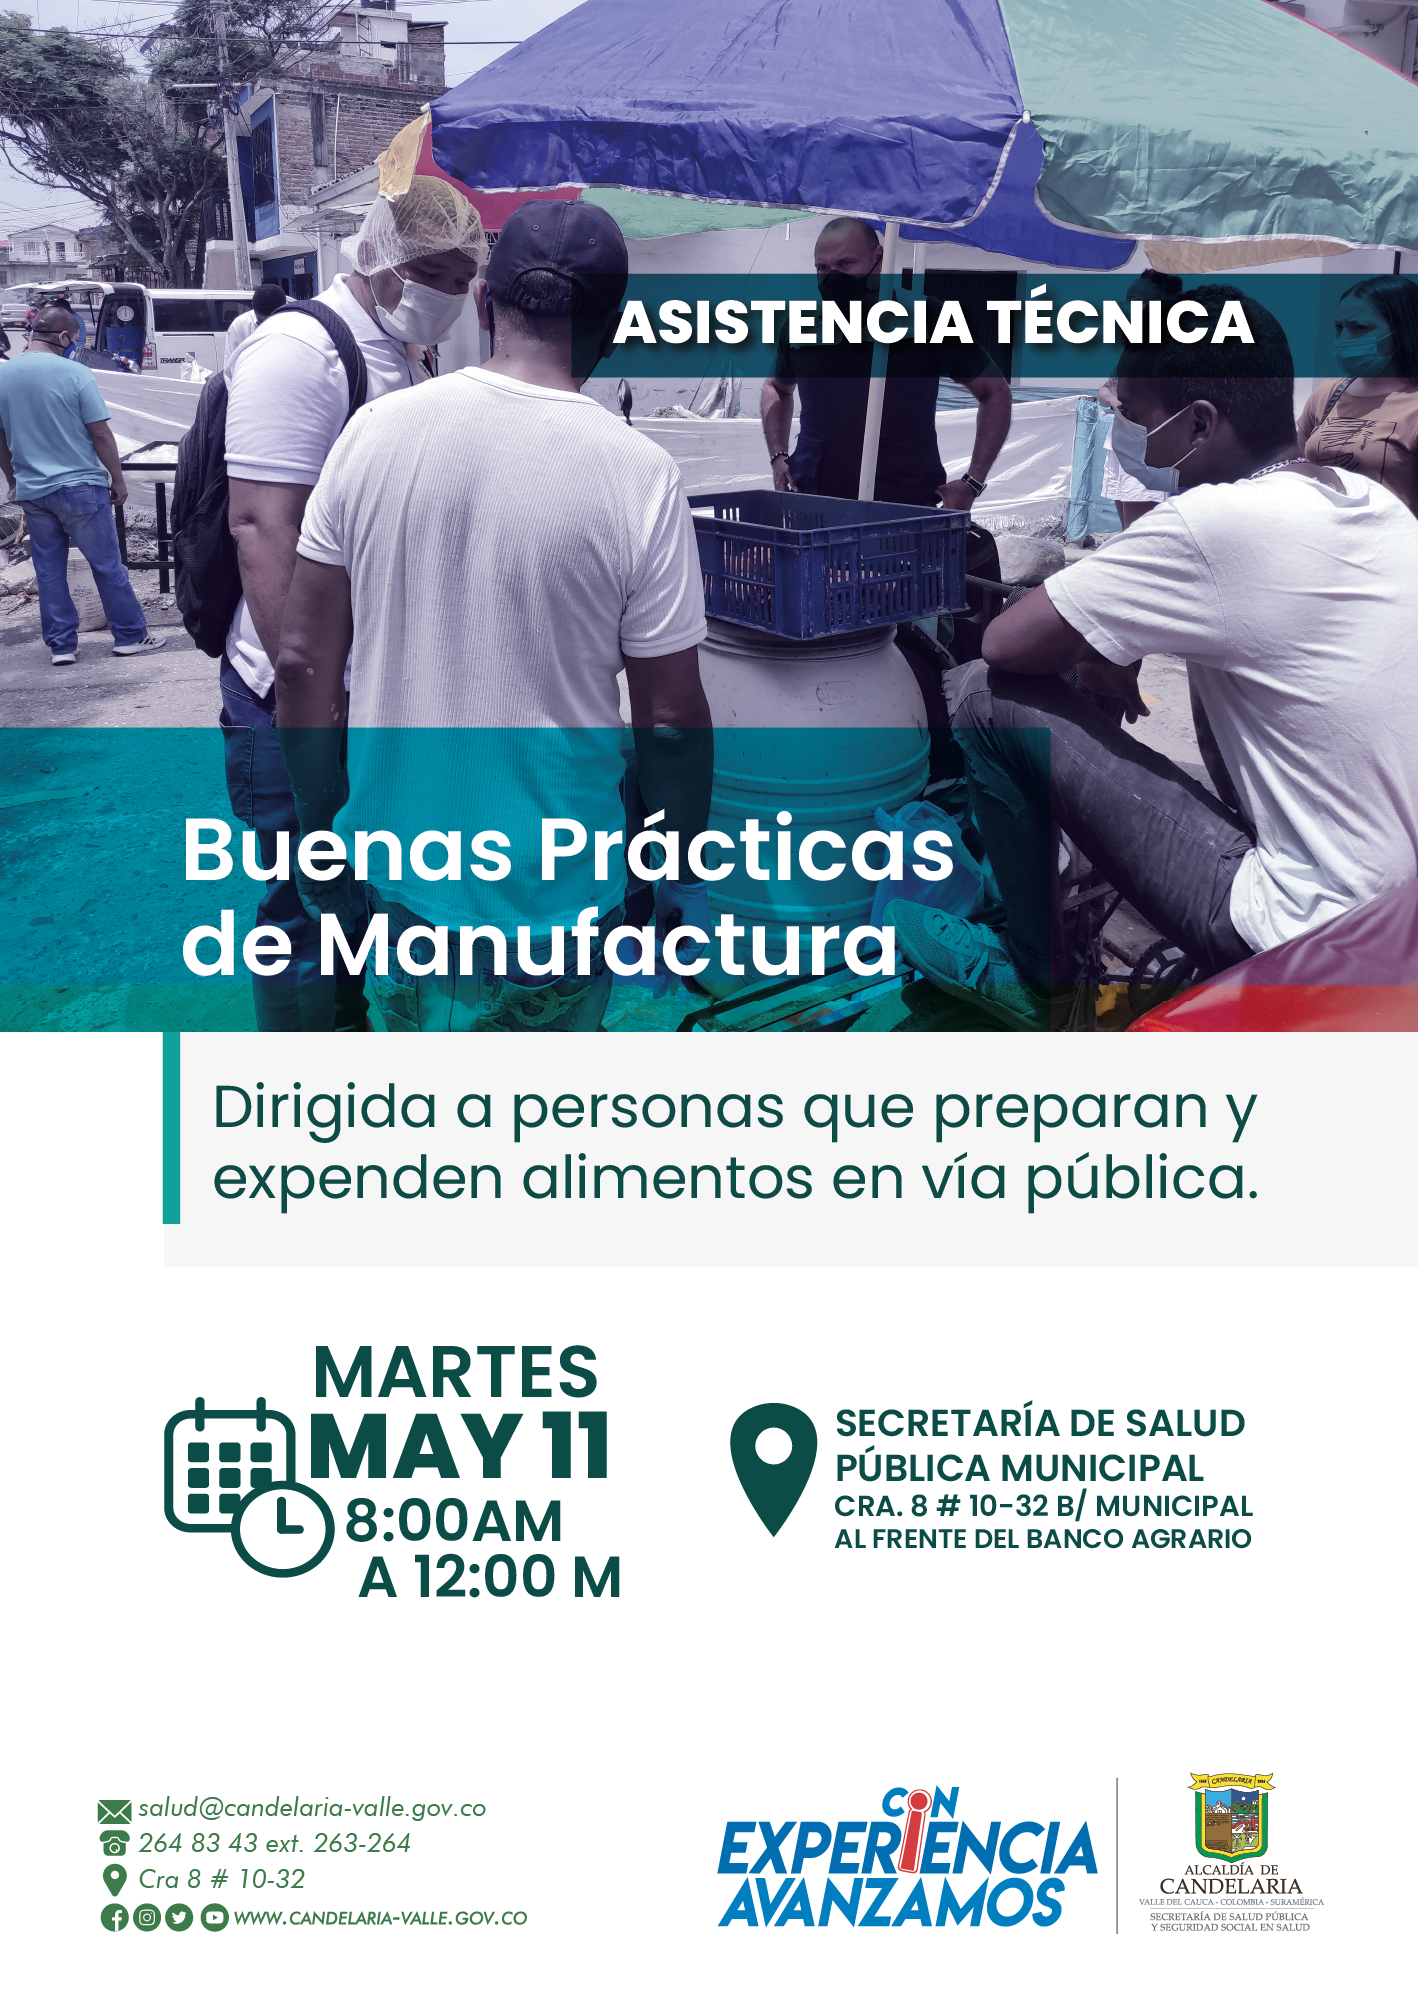 ASISTENCIA TÉCNICA
Buenas Prácticas
de Manufactura
Dirigida a personas que preparan y
expenden alimentos en vía pública.
MARTES
MAY 11
8:00AM
A 12:00 M
SECRETARÍA DE SALUD
PÚBLICA MUNICIPAL
CRA. 8 # 10-32 B/ MUNICIPAL
AL FRENTE DEL BANCO AGRARIO
salud@candelaria-valle.gov.co
264 83 43 ext. 263-264
Cra 8 # 10-32
WWW.CANDELARIA-VALLE.GOV.CO
CON
EXPERIENCIA
AVANZAMOS
CANDELARIA
ALCALDÍA DE
CANDELARIA
VALLE DEL CAUCA - COLOMBIA - SURAMÉRICA
SECRETARÍA DE SALUD PÚBLICA
Y SEGURIDAD SOCIAL EN SALUD